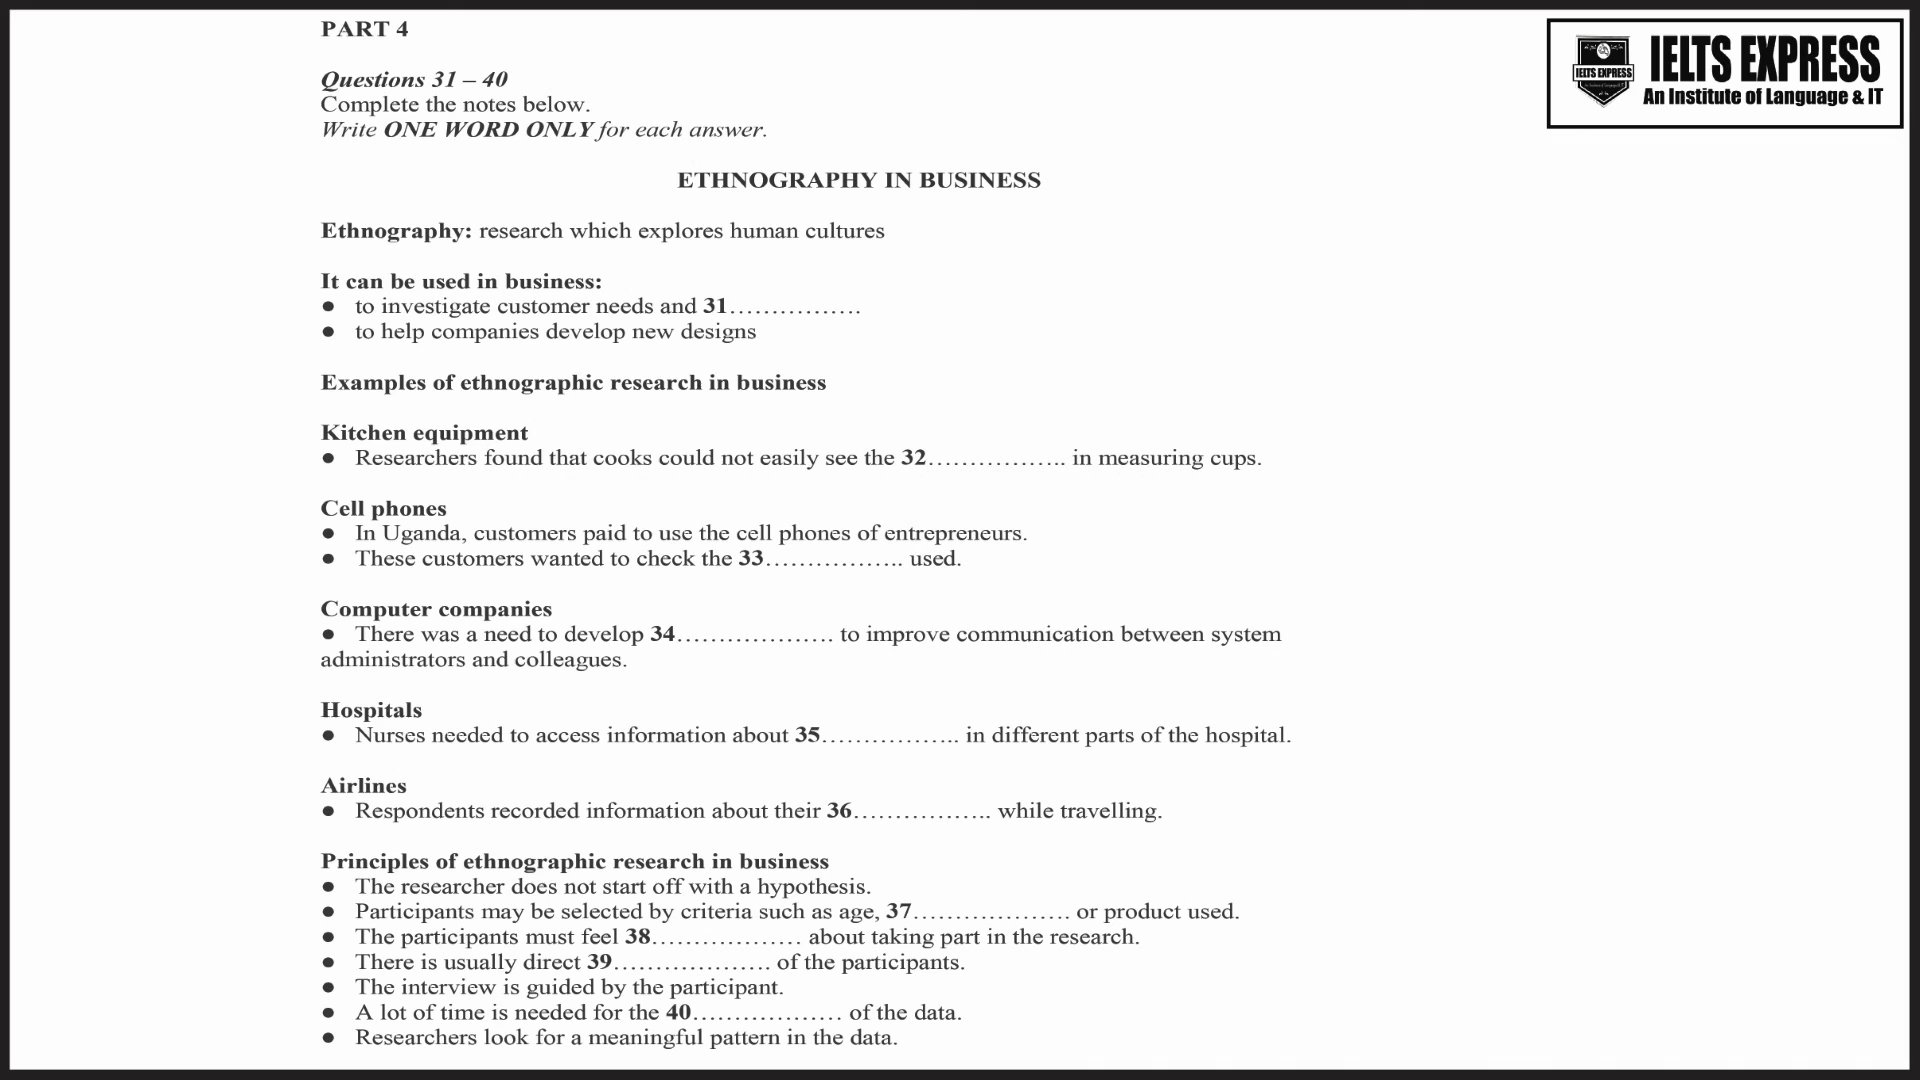 PART 4
IELTS EXPRESS
IELTS EXPRESS
An Institute of Language & IT
Questions 31 – 40
Complete the notes below.
Write ONE WORD ONLY for each answer.
ETHNOGRAPHY IN BUSINESS
Ethnography: research which explores human cultures
It can be used in business:
● to investigate customer needs and 31…………….
● to help companies develop new designs
Examples of ethnographic research in business
Kitchen equipment
● Researchers found that cooks could not easily see the 32…………….. in measuring cups.
Cell phones
● In Uganda, customers paid to use the cell phones of entrepreneurs.
● These customers wanted to check the 33…………….. used.
Computer companies
● There was a need to develop 34………………. to improve communication between system
administrators and colleagues.
Hospitals
● Nurses needed to access information about 35…………….. in different parts of the hospital.
Airlines
● Respondents recorded information about their 36…………….. while travelling.
Principles of ethnographic research in business
● The researcher does not start off with a hypothesis.
● Participants may be selected by criteria such as age, 37………………. or product used.
● The participants must feel 38……………… about taking part in the research.
● There is usually direct 39………………. of the participants.
● The interview is guided by the participant.
● A lot of time is needed for the 40……………… of the data.
● Researchers look for a meaningful pattern in the data.